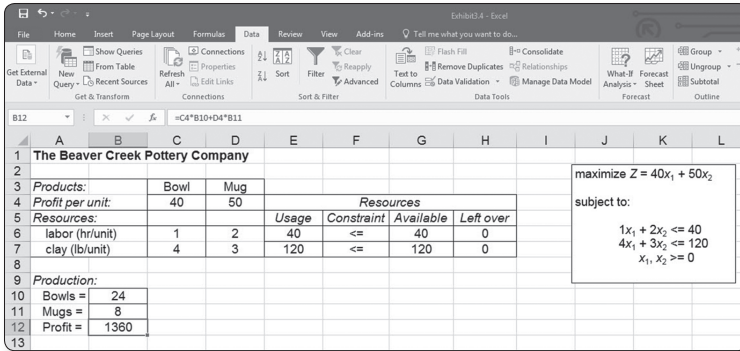 Exhibit3.4 - Excel
File Home Insert Page Layout Formulas Data Review View Add-ins Tell me what you want to do...
Get External Data
New Query
Show Queries
From Table
Recent Sources
Get & Transform
Refresh All
Connections
Properties
Edit Links
Connections
Sort
Filter
Clear
Reapply
Advanced
Sort & Filter
Text to Columns
Flash Fill
Remove Duplicates
Data Validation
Consolidate
Relationships
Manage Data Model
Data Tools
What-If Analysis
Forecast Sheet
Forecast
Group
Ungroup
Subtotal
Outline
B12 fx =C4*B10+D4*B11
A B C D E F G H I J K L
1 The Beaver Creek Pottery Company
2
3 Products: Bowl Mug
4 Profit per unit: 40 50 Resources
5 Resources: Usage Constraint Available Left over
6 labor (hr/unit) 1 2 40 <= 40 0
7 clay (lb/unit) 4 3 120 <= 120 0
8
9 Production:
10 Bowls = 24
11 Mugs = 8
12 Profit = 1360
13
maximize Z = 40x₁ + 50x₂
subject to:
1x₁ + 2x₂ <= 40
4x₁ + 3x₂ <= 120
x₁, x₂ >= 0